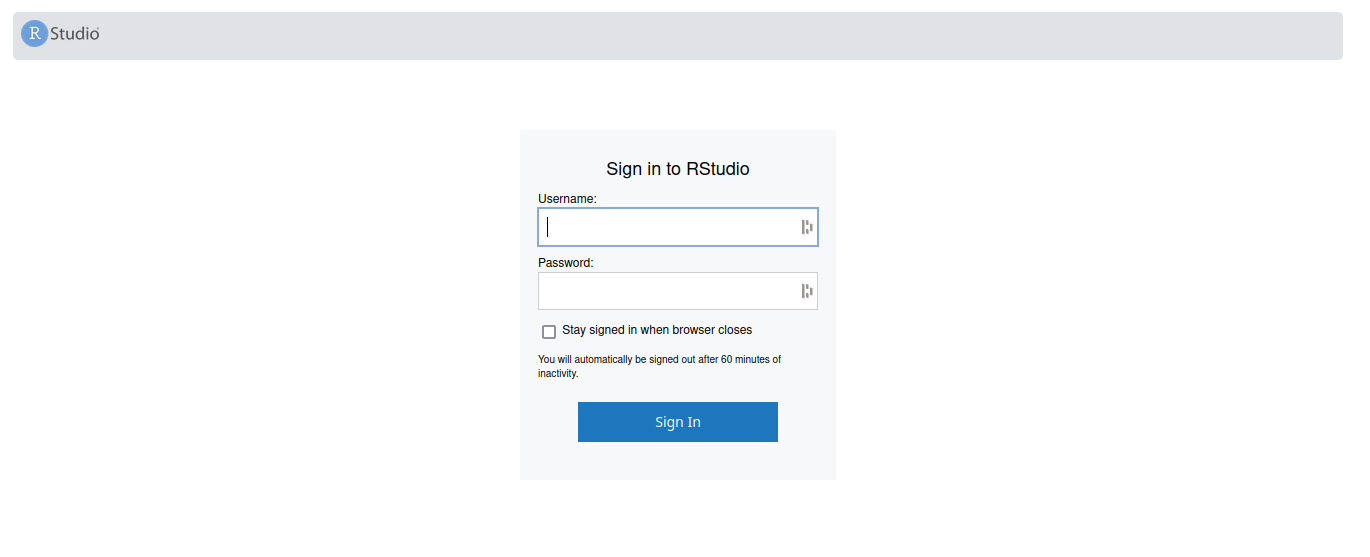 R Studio
Sign in to RStudio
Username:
Password:
Stay signed in when browser closes
You will automatically be signed out after 60 minutes of
inactivity.
Sign In